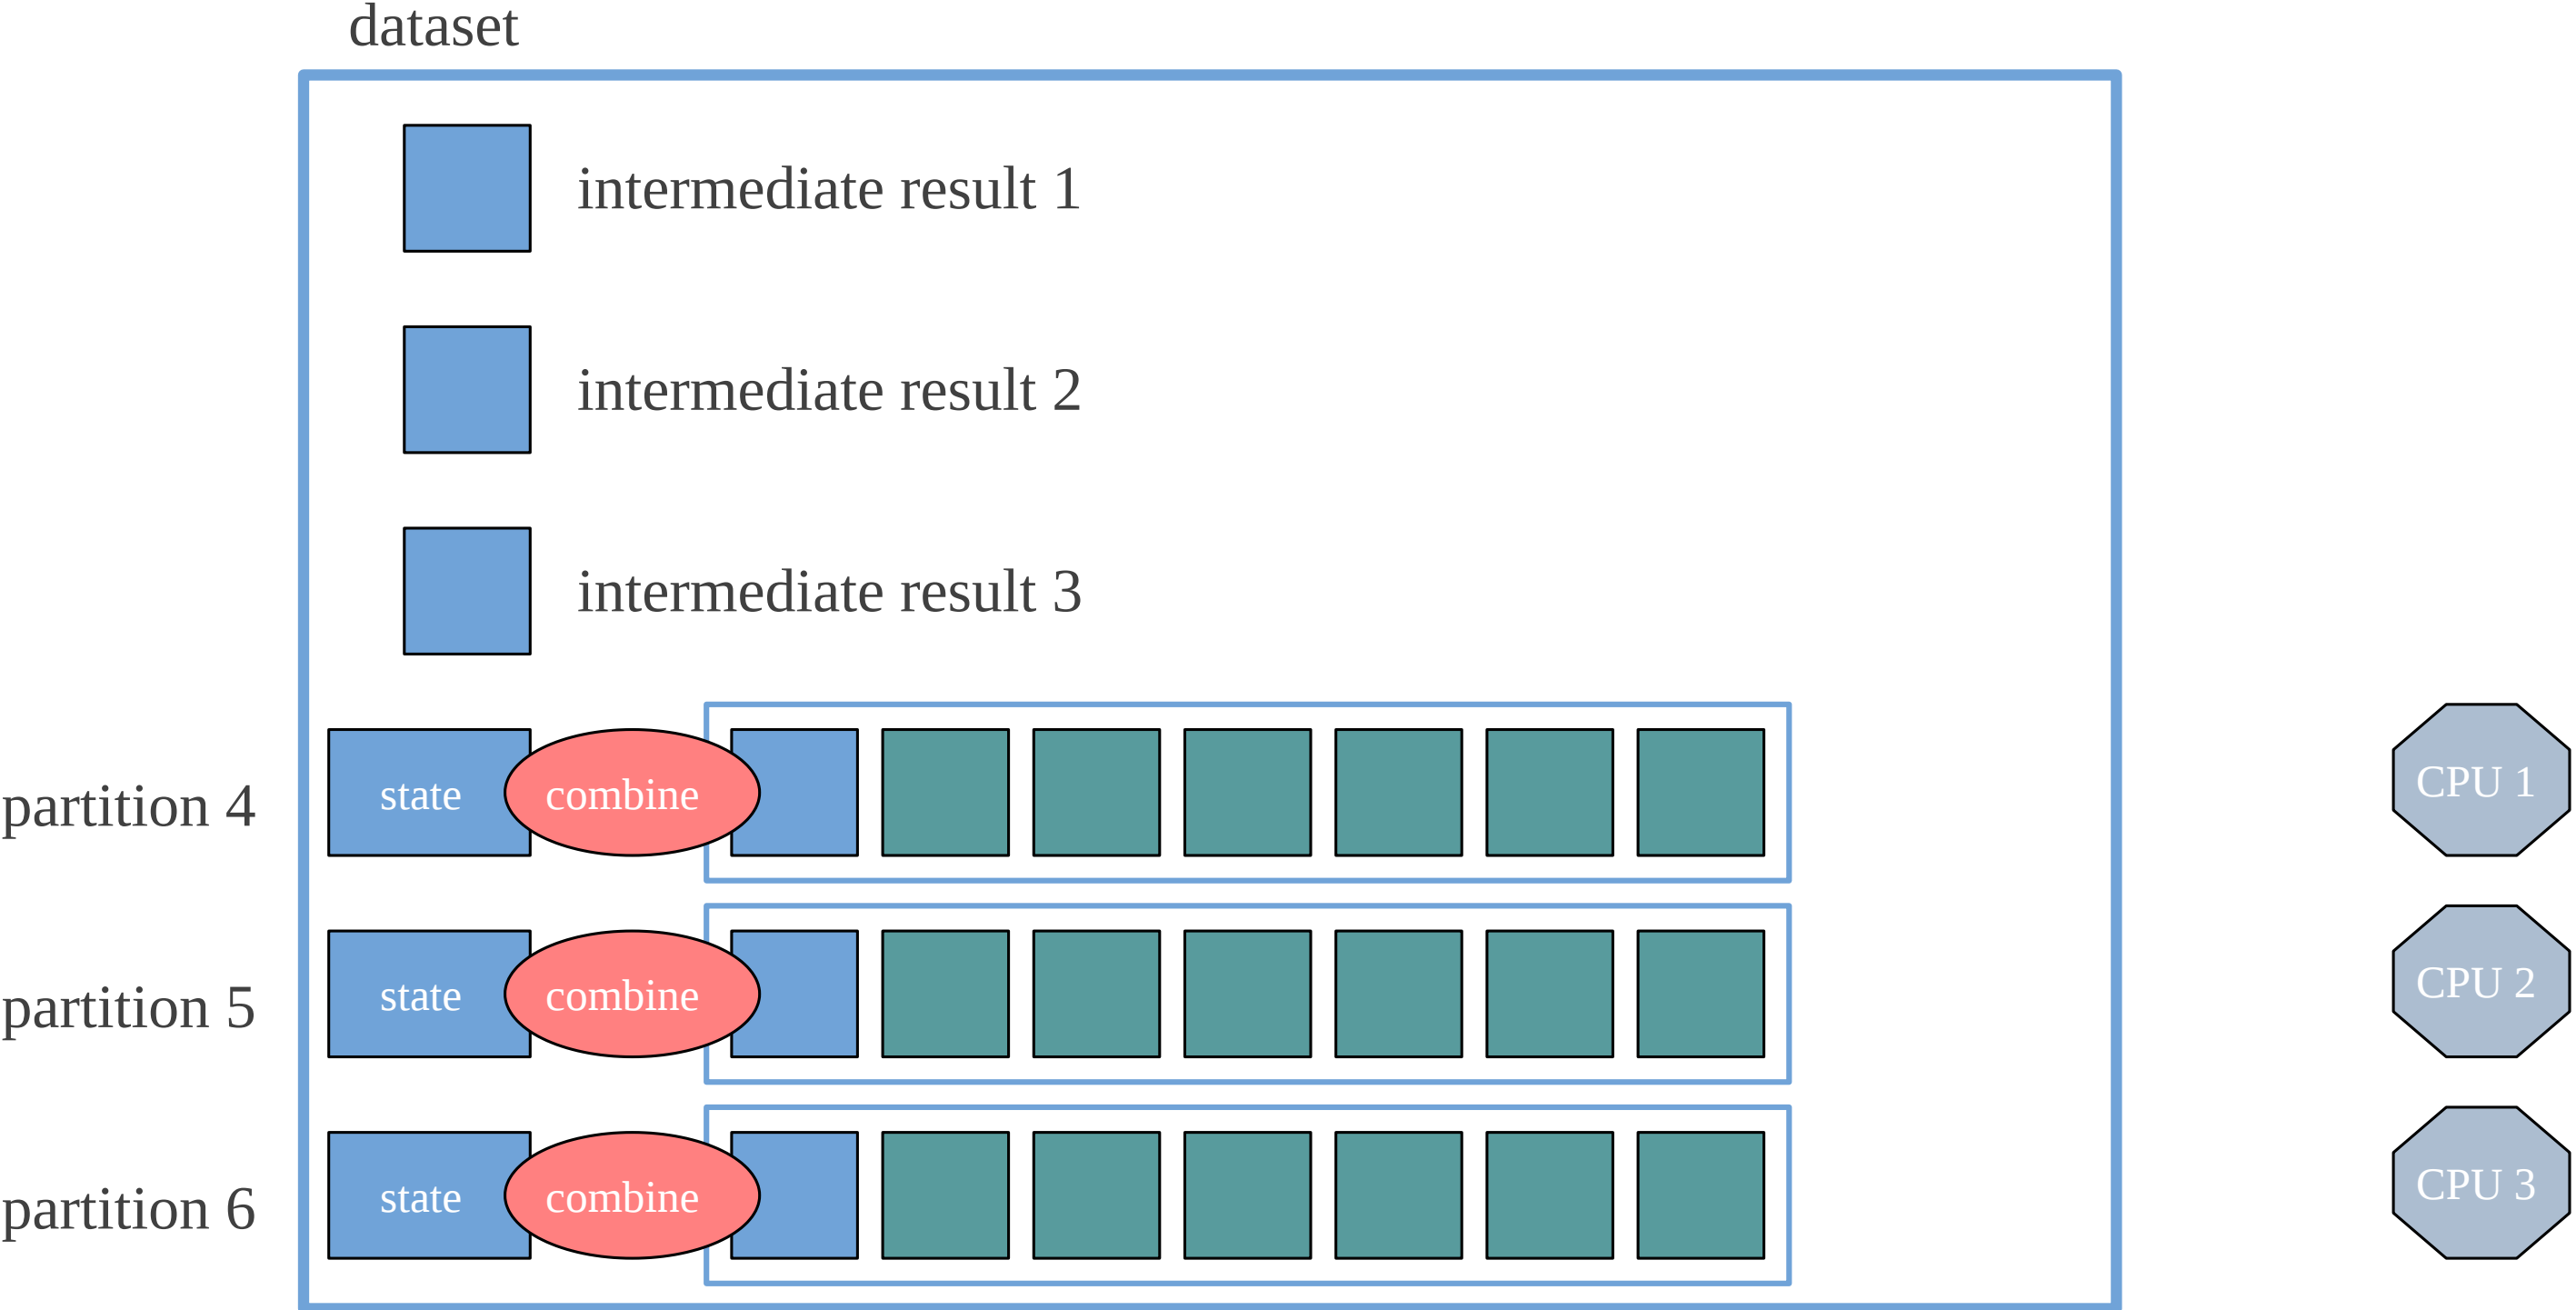 dataset
intermediate result 1
intermediate result 2
intermediate result 3
partition 4
state
combine
CPU 1
partition 5
state
combine
CPU 2
partition 6
state
combine
CPU 3